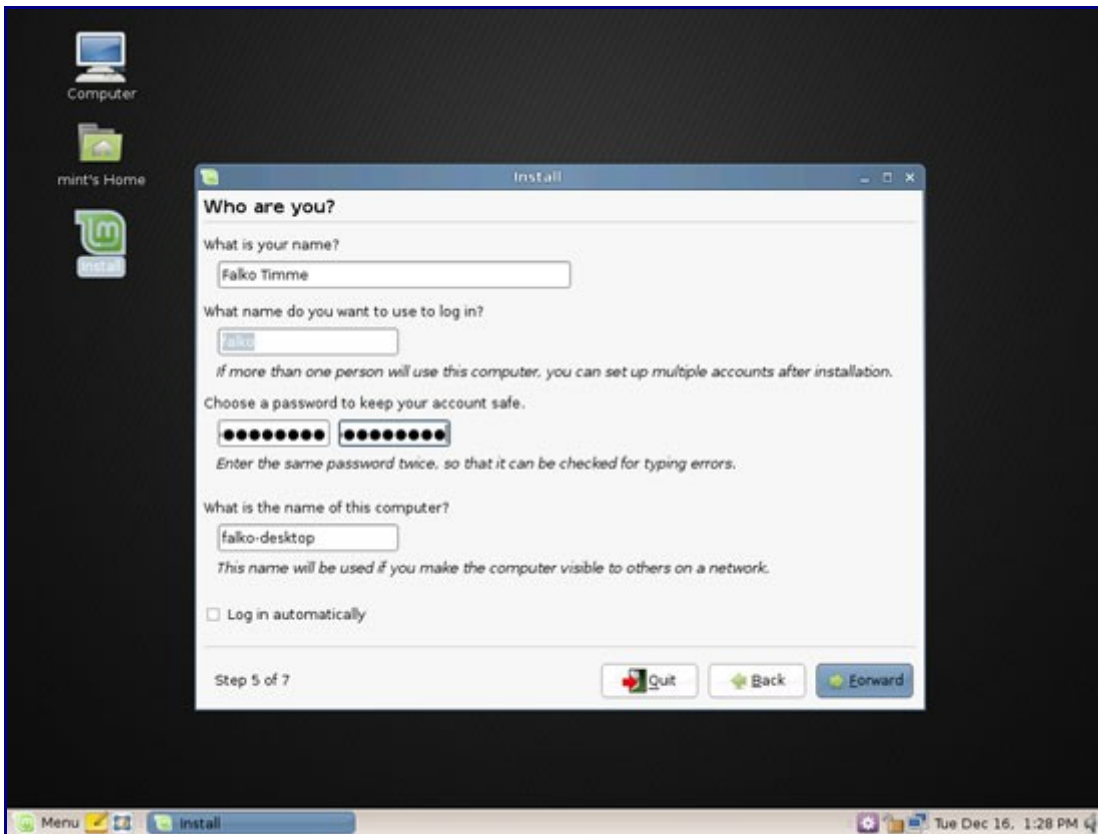 Computer
mint's Home
Install
Install
Who are you?
What is your name?
Falko Timme
What name do you want to use to log in?
falko
If more than one person will use this computer, you can set up multiple accounts after installation.
Choose a password to keep your account safe.
●●●●●●●● ●●●●●●●●
Enter the same password twice, so that it can be checked for typing errors.
What is the name of this computer?
falko-desktop
This name will be used if you make the computer visible to others on a network.
Log in automatically
Step 5 of 7 Quit Back Forward
Menu Install Tue Dec 16, 1:28 PM